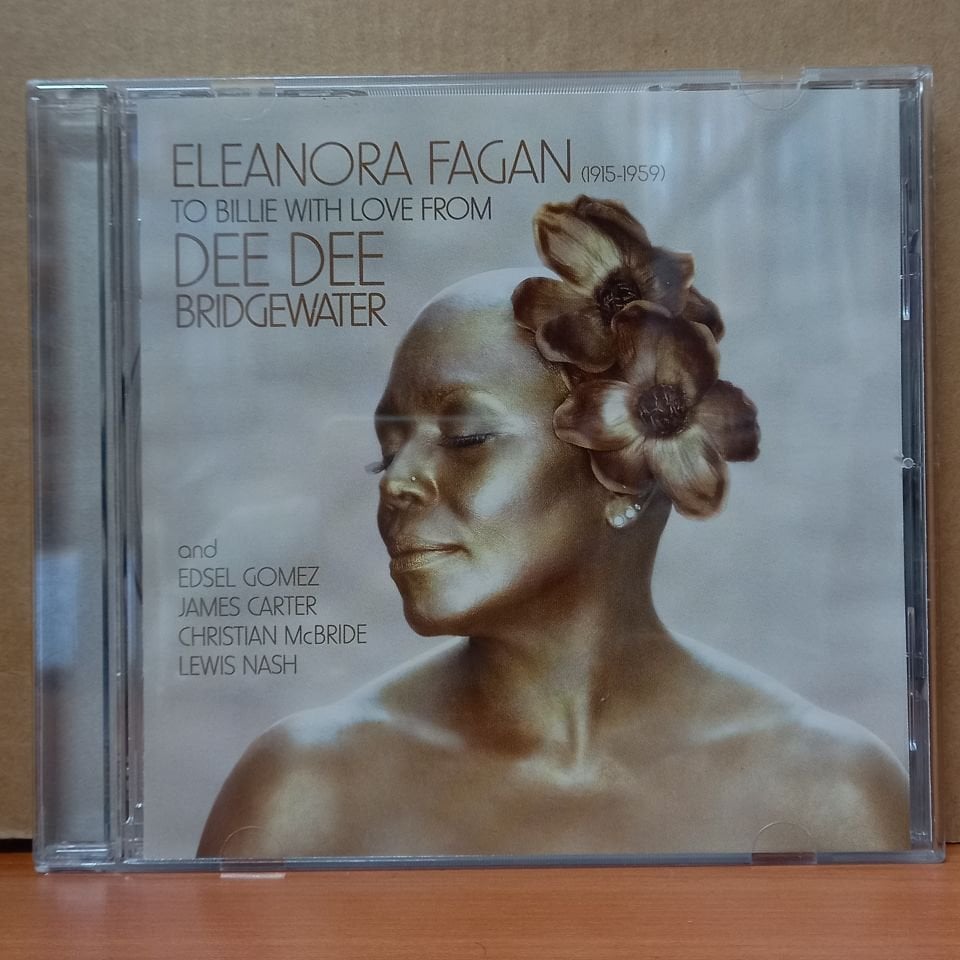 ELEANORA FAGAN (1915-1959)
TO BILLIE WITH LOVE FROM
DEE DEE
BRIDGEWATER
and
EDSEL GOMEZ
JAMES CARTER
CHRISTIAN McBRIDE
LEWIS NASH